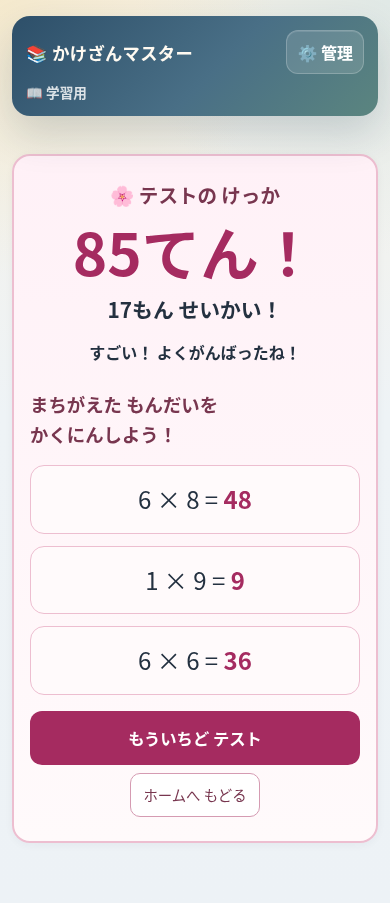 📚 かけざんマスター
⚙️ 管理
📖 学習用
🌸 テストの けっか
85てん！
17もん せいかい！
すごい！ よくがんばったね！
まちがえた もんだいを
かくにんしよう！
6 × 8 = 48
1 × 9 = 9
6 × 6 = 36
もういちど テスト
ホームへ もどる